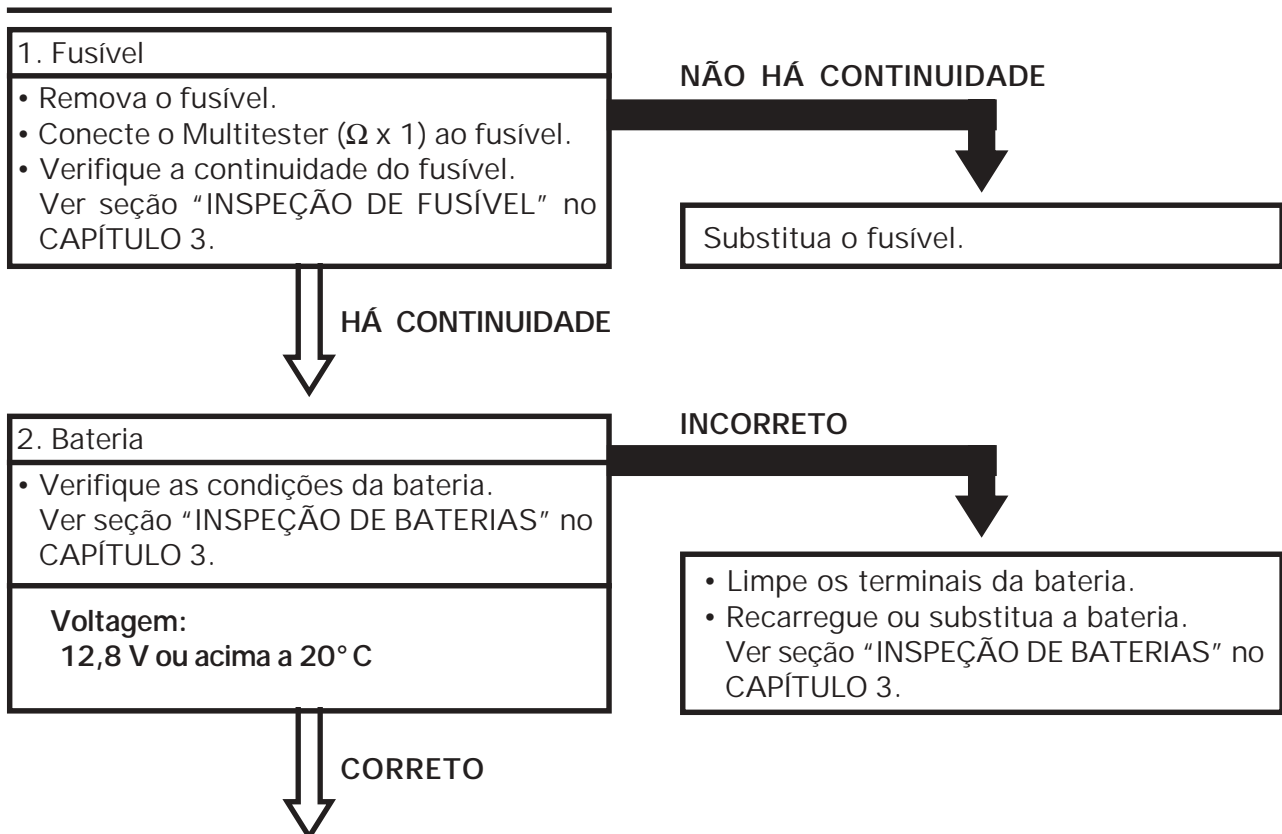 1. Fusível
• Remova o fusível.
• Conecte o Multitester (Ω x 1) ao fusível.
• Verifique a continuidade do fusível.
Ver seção “INSPEÇÃO DE FUSÍVEL” no
CAPÍTULO 3.
NÃO HÁ CONTINUIDADE
Substitua o fusível.
HÁ CONTINUIDADE
2. Bateria
• Verifique as condições da bateria.
Ver seção “INSPEÇÃO DE BATERIAS” no
CAPÍTULO 3.
Voltagem:
12,8 V ou acima a 20° C
INCORRETO
• Limpe os terminais da bateria.
• Recarregue ou substitua a bateria.
Ver seção “INSPEÇÃO DE BATERIAS” no
CAPÍTULO 3.
CORRETO